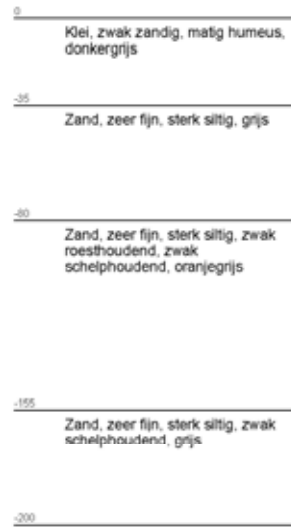 0
Klei, zwak zandig, matig humeus,
donkergrijs
-35
Zand, zeer fijn, sterk siltig, grijs
-80
Zand, zeer fijn, sterk siltig, zwak
roesthoudend, zwak
schelphoudend, oranjegrijs
-155
Zand, zeer fijn, sterk siltig, zwak
schelphoudend, grijs
-200